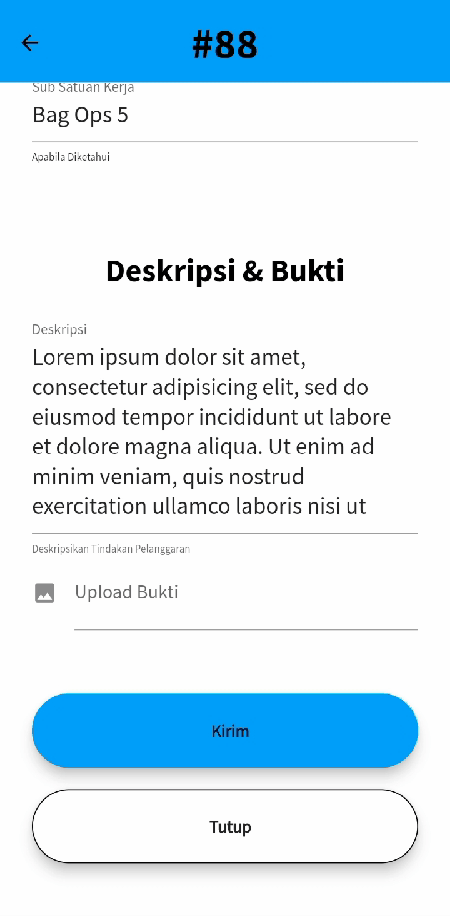 #88
Sub Satuan Kerja
Bag Ops 5
Apabila Diketahui
Deskripsi & Bukti
Deskripsi
Lorem ipsum dolor sit amet,
consectetur adipisicing elit, sed do
eiusmod tempor incididunt ut labore
et dolore magna aliqua. Ut enim ad
minim veniam, quis nostrud
exercitation ullamco laboris nisi ut
Deskripsikan Tindakan Pelanggaran
Upload Bukti
Kirim
Tutup